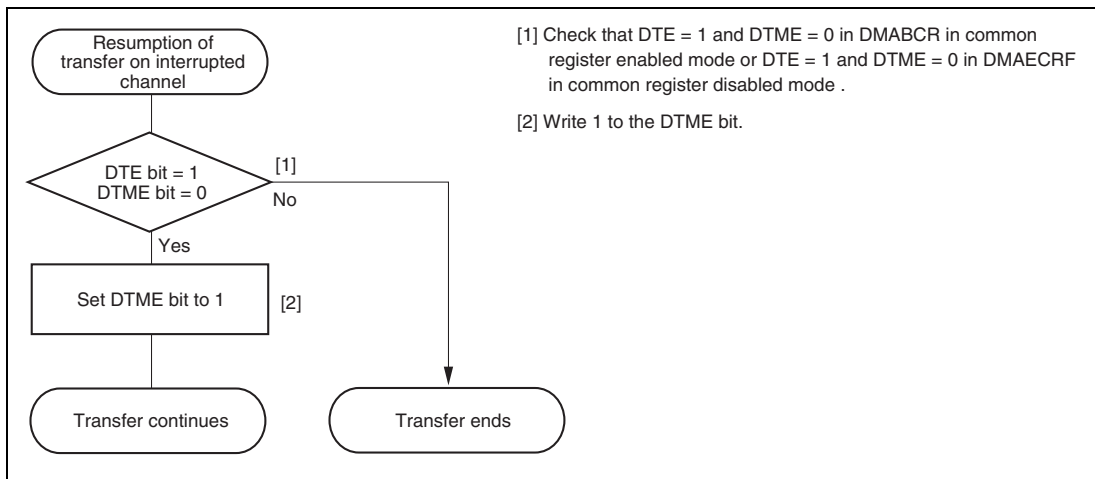 Resumption of
transfer on interrupted
channel
DTE bit = 1
DTME bit = 0
[1]
No
Yes
Set DTME bit to 1
[2]
Transfer continues
Transfer ends
[1] Check that DTE = 1 and DTME = 0 in DMABCR in common
register enabled mode or DTE = 1 and DTME = 0 in DMAECRF
in common register disabled mode .
[2] Write 1 to the DTME bit.